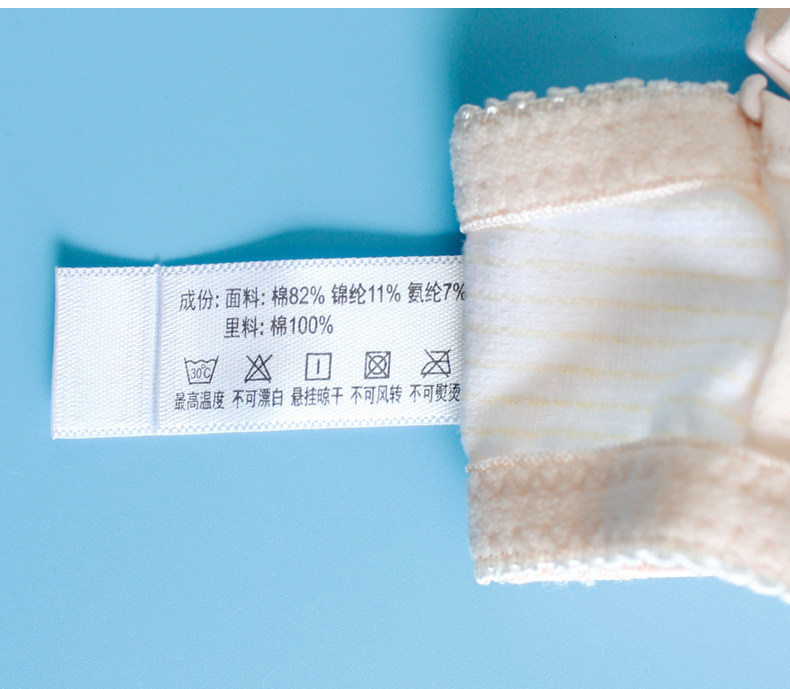 成份: 面料: 棉82% 锦纶11% 氨纶7%
里料: 棉100%
30℃
最高温度 不可漂白 悬挂晾干 不可风转 不可熨烫